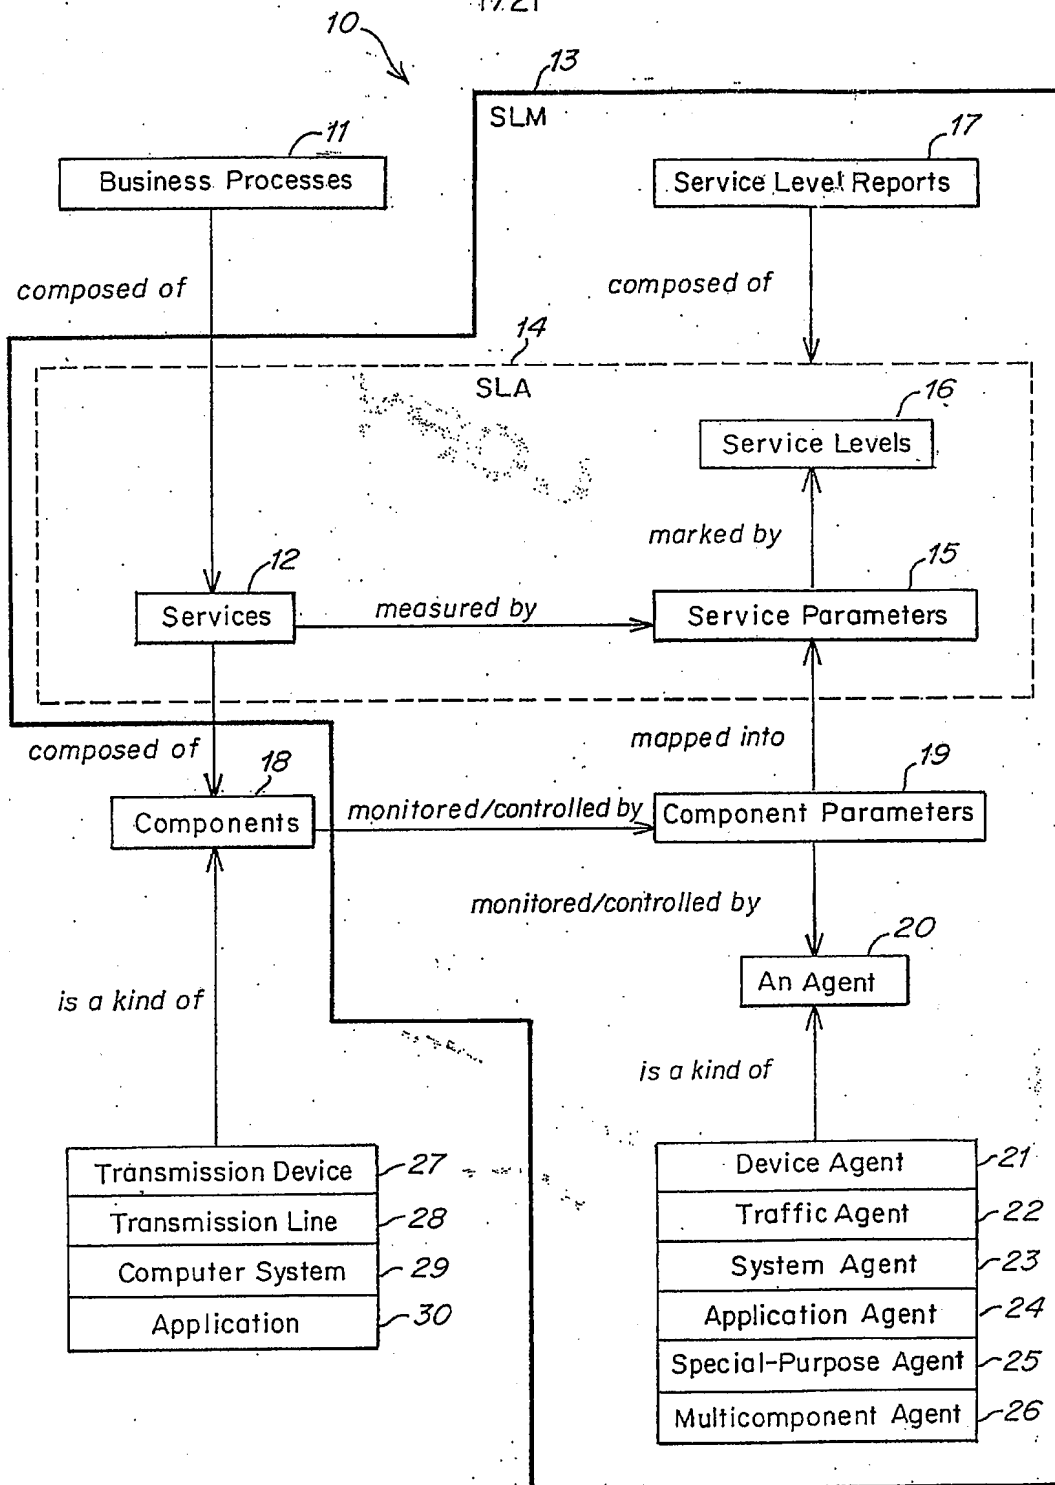 1/21
10
13
SLM
11
Business Processes
17
Service Level Reports
composed of
composed of
14
SLA
16
Service Levels
marked by
12
Services
measured by
15
Service Parameters
composed of
mapped into
18
Components
monitored/controlled by
19
Component Parameters
monitored/controlled by
20
An Agent
is a kind of
is a kind of
Transmission Device 27
Transmission Line 28
Computer System 29
Application 30
Device Agent 21
Traffic Agent 22
System Agent 23
Application Agent 24
Special-Purpose Agent 25
Multicomponent Agent 26